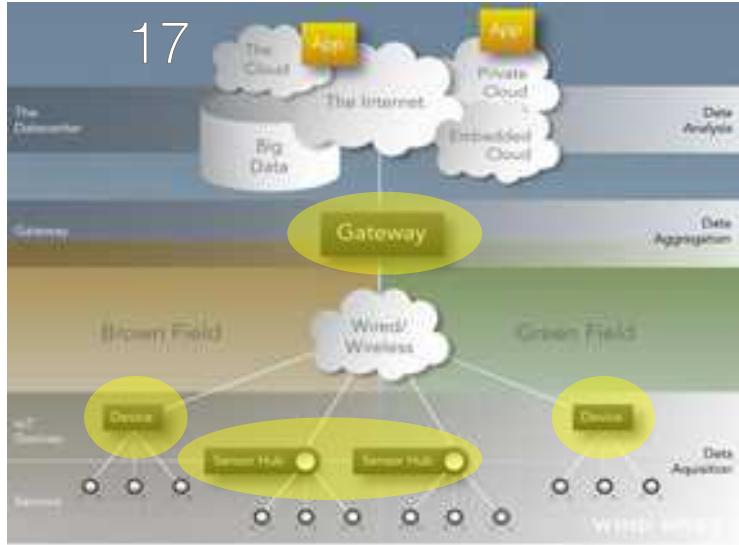 17
App
App
The
Cloud
Private
Cloud
The Internet
The
Datacenter
Big
Data
Embedded
Cloud
Data
Analysis
Gateway
Gateway
Data
Aggregation
Brown Field
Wired/
Wireless
Green Field
Device
Device
IoT
Devices
Sensor Hub
Sensor Hub
Data
Aquisition
Sensors
WIND RIVER